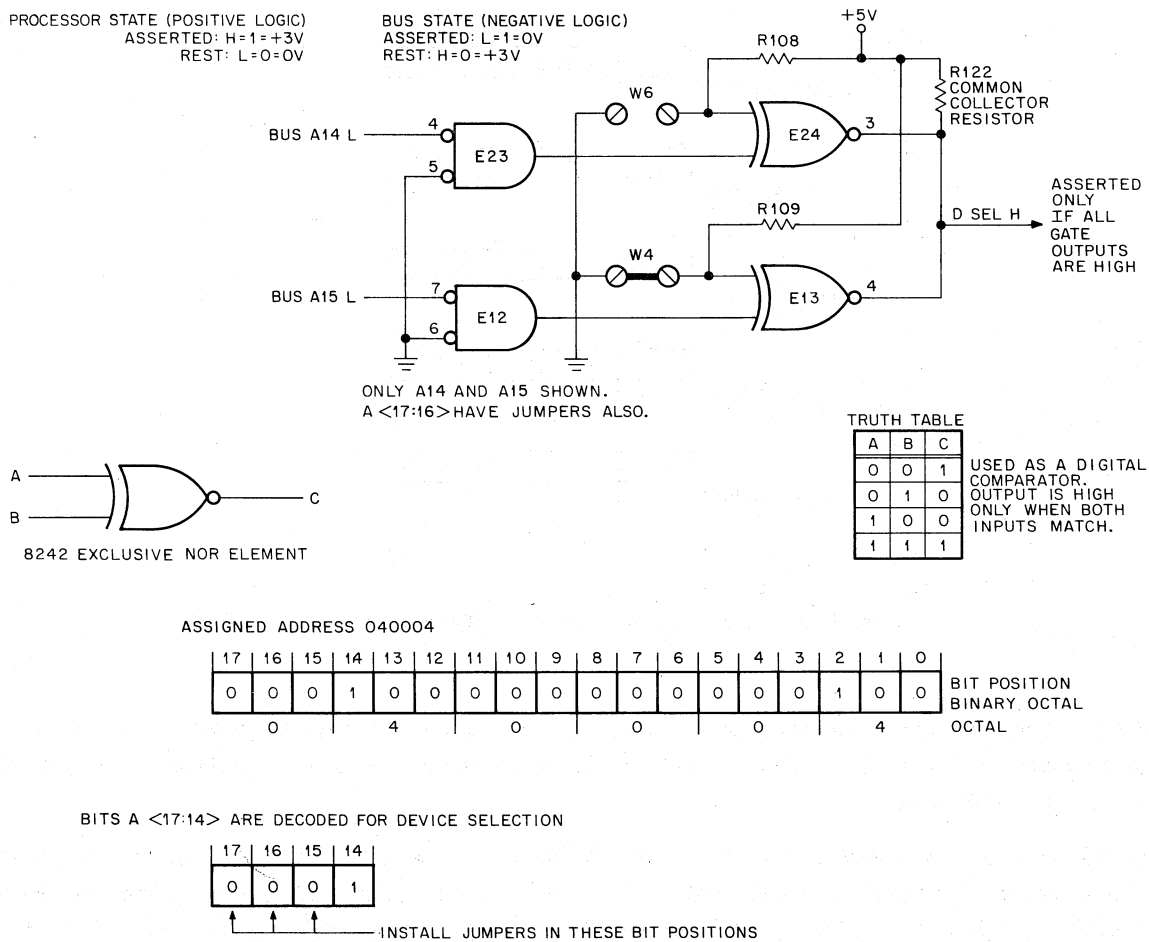 PROCESSOR STATE (POSITIVE LOGIC)
ASSERTED: H=1=+3V
REST: L=0=0V
BUS STATE (NEGATIVE LOGIC)
ASSERTED: L=1=0V
REST: H=0=+3V
+5V
R108
R122
COMMON
COLLECTOR
RESISTOR
W6
BUS A14 L
4
5
E23
E24
3
R109
D SEL H
ASSERTED
ONLY
IF ALL
GATE
OUTPUTS
ARE HIGH
W4
BUS A15 L
7
6
E12
E13
4
ONLY A14 AND A15 SHOWN.
A <17:16> HAVE JUMPERS ALSO.
TRUTH TABLE
A B C
0 0 1
0 1 0
1 0 0
1 1 1
USED AS A DIGITAL
COMPARATOR.
OUTPUT IS HIGH
ONLY WHEN BOTH
INPUTS MATCH.
A
B
C
8242 EXCLUSIVE NOR ELEMENT
ASSIGNED ADDRESS 040004
17 16 15 14 13 12 11 10 9 8 7 6 5 4 3 2 1 0
BIT POSITION
0 0 0 1 0 0 0 0 0 0 0 0 0 0 0 1 0 0
BINARY OCTAL
0 4 0 0 0 4
OCTAL
BITS A <17:14> ARE DECODED FOR DEVICE SELECTION
17 16 15 14
0 0 0 1
INSTALL JUMPERS IN THESE BIT POSITIONS